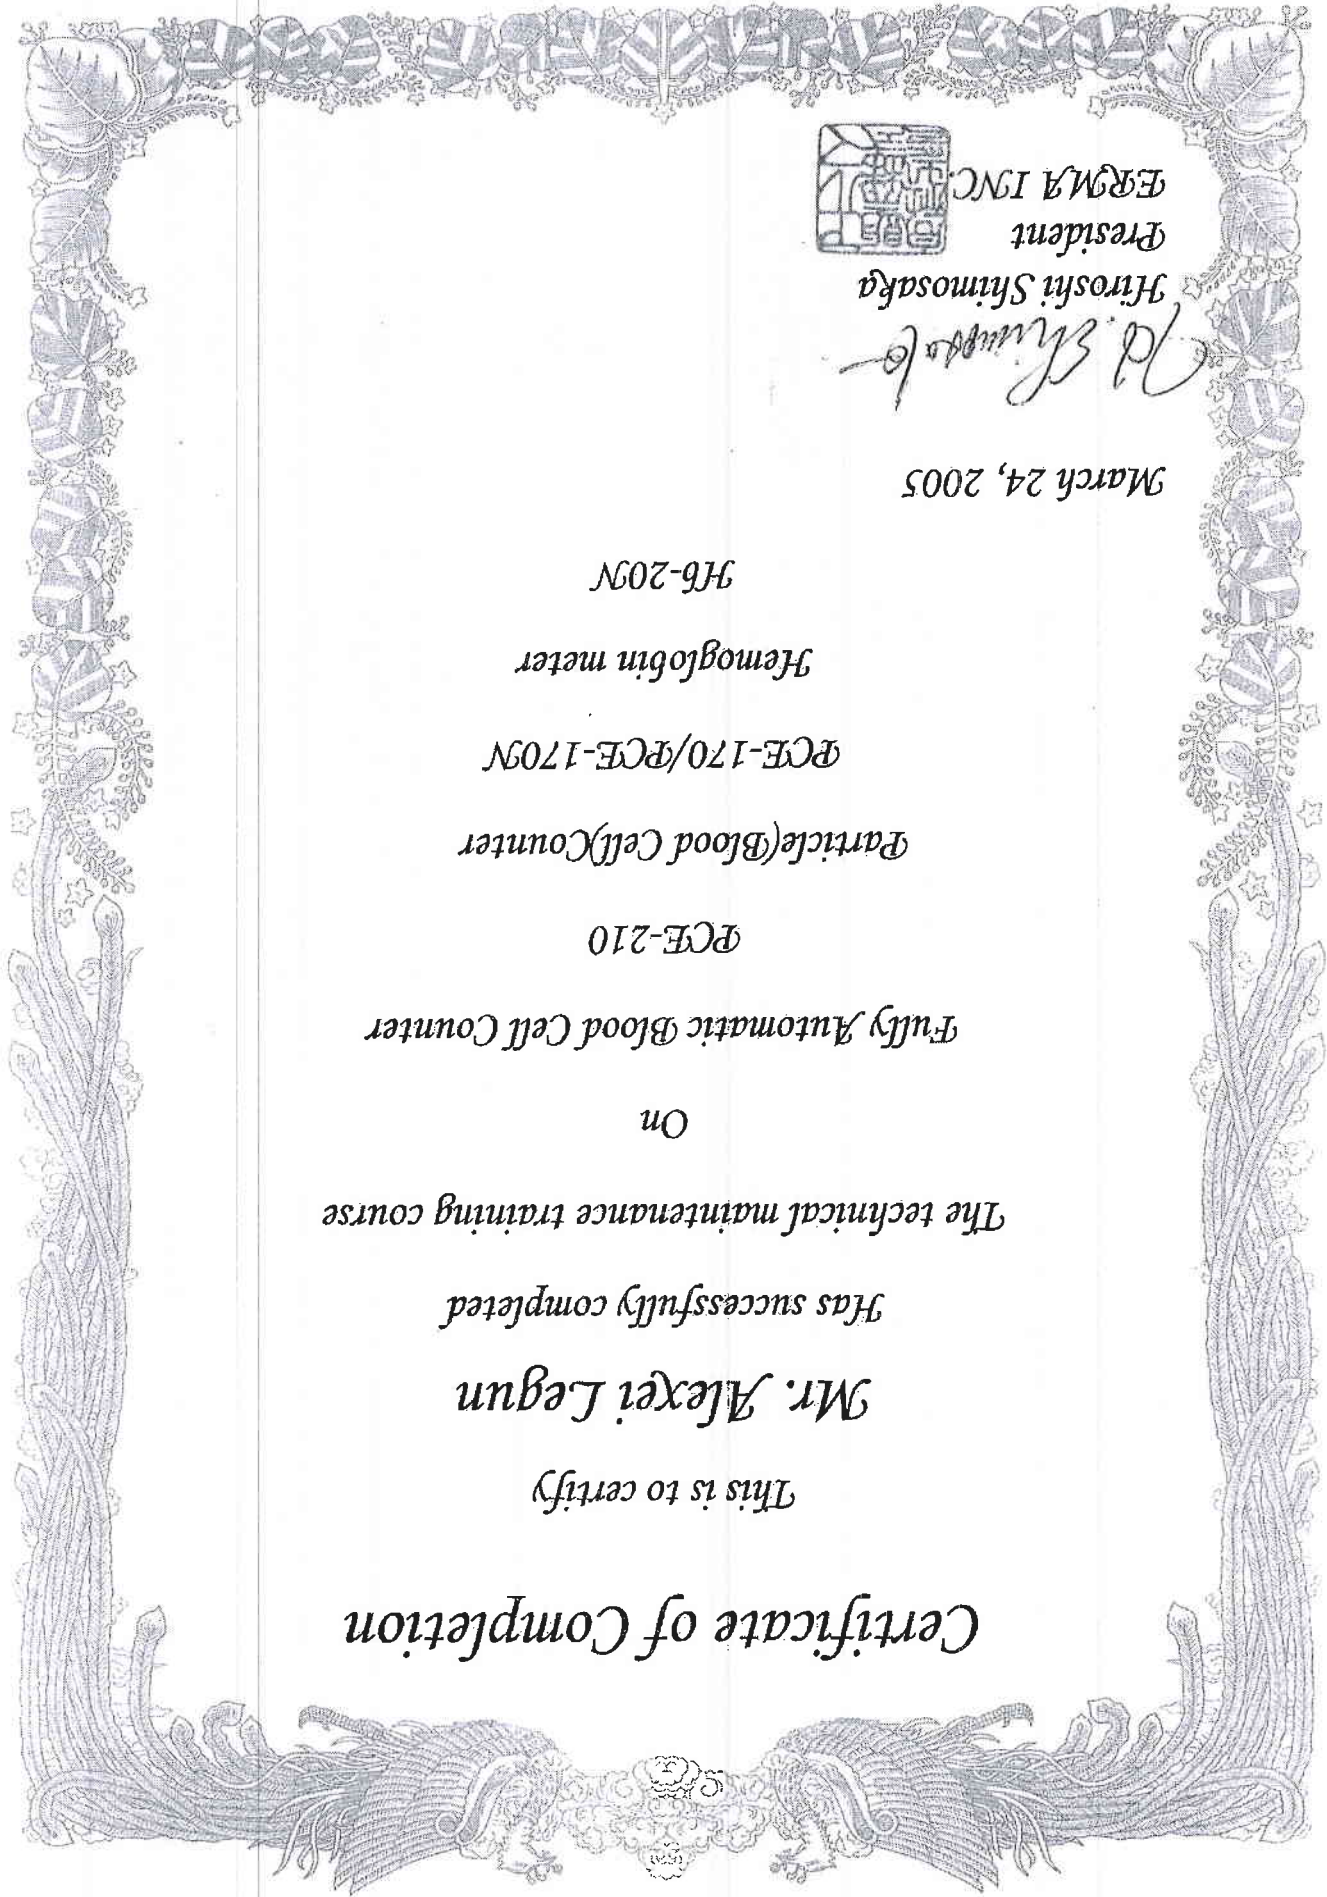 Certificate of Completion
This is to certify
Mr. Alexei Legun
Has successfully completed
The technical maintenance training course
On
Fully Automatic Blood Cell Counter
PCE-210
Particle(Blood Cell)Counter
PCE-170/PCE-170N
Hemoglobin meter
Hb-20N
March 24, 2005
H. Shimosaka
Hiroshi Shimosaka
President
ERMA INC.